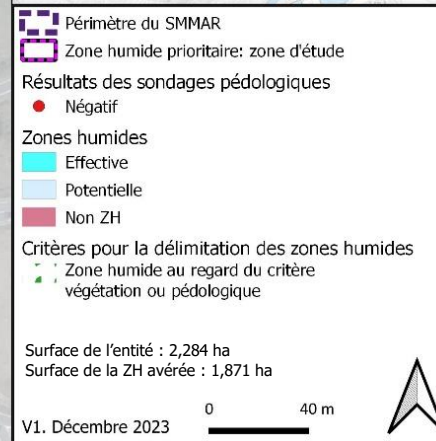 Périmètre du SMMAR
Zone humide prioritaire: zone d'étude
Résultats des sondages pédologiques
Négatif
Zones humides
Effective
Potentielle
Non ZH
Critères pour la délimitation des zones humides
Zone humide au regard du critère
végétation ou pédologique
Surface de l'entité : 2,284 ha
Surface de la ZH avérée : 1,871 ha
0 40 m
V1. Décembre 2023